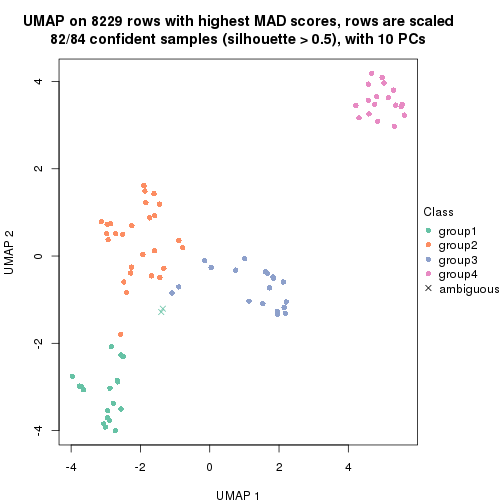 UMAP on 8229 rows with highest MAD scores, rows are scaled
82/84 confident samples (silhouette > 0.5), with 10 PCs
4
2
0
-2
-4
UMAP 2
-4
-2
0
2
4
UMAP 1
Class
group1
group2
group3
group4
ambiguous